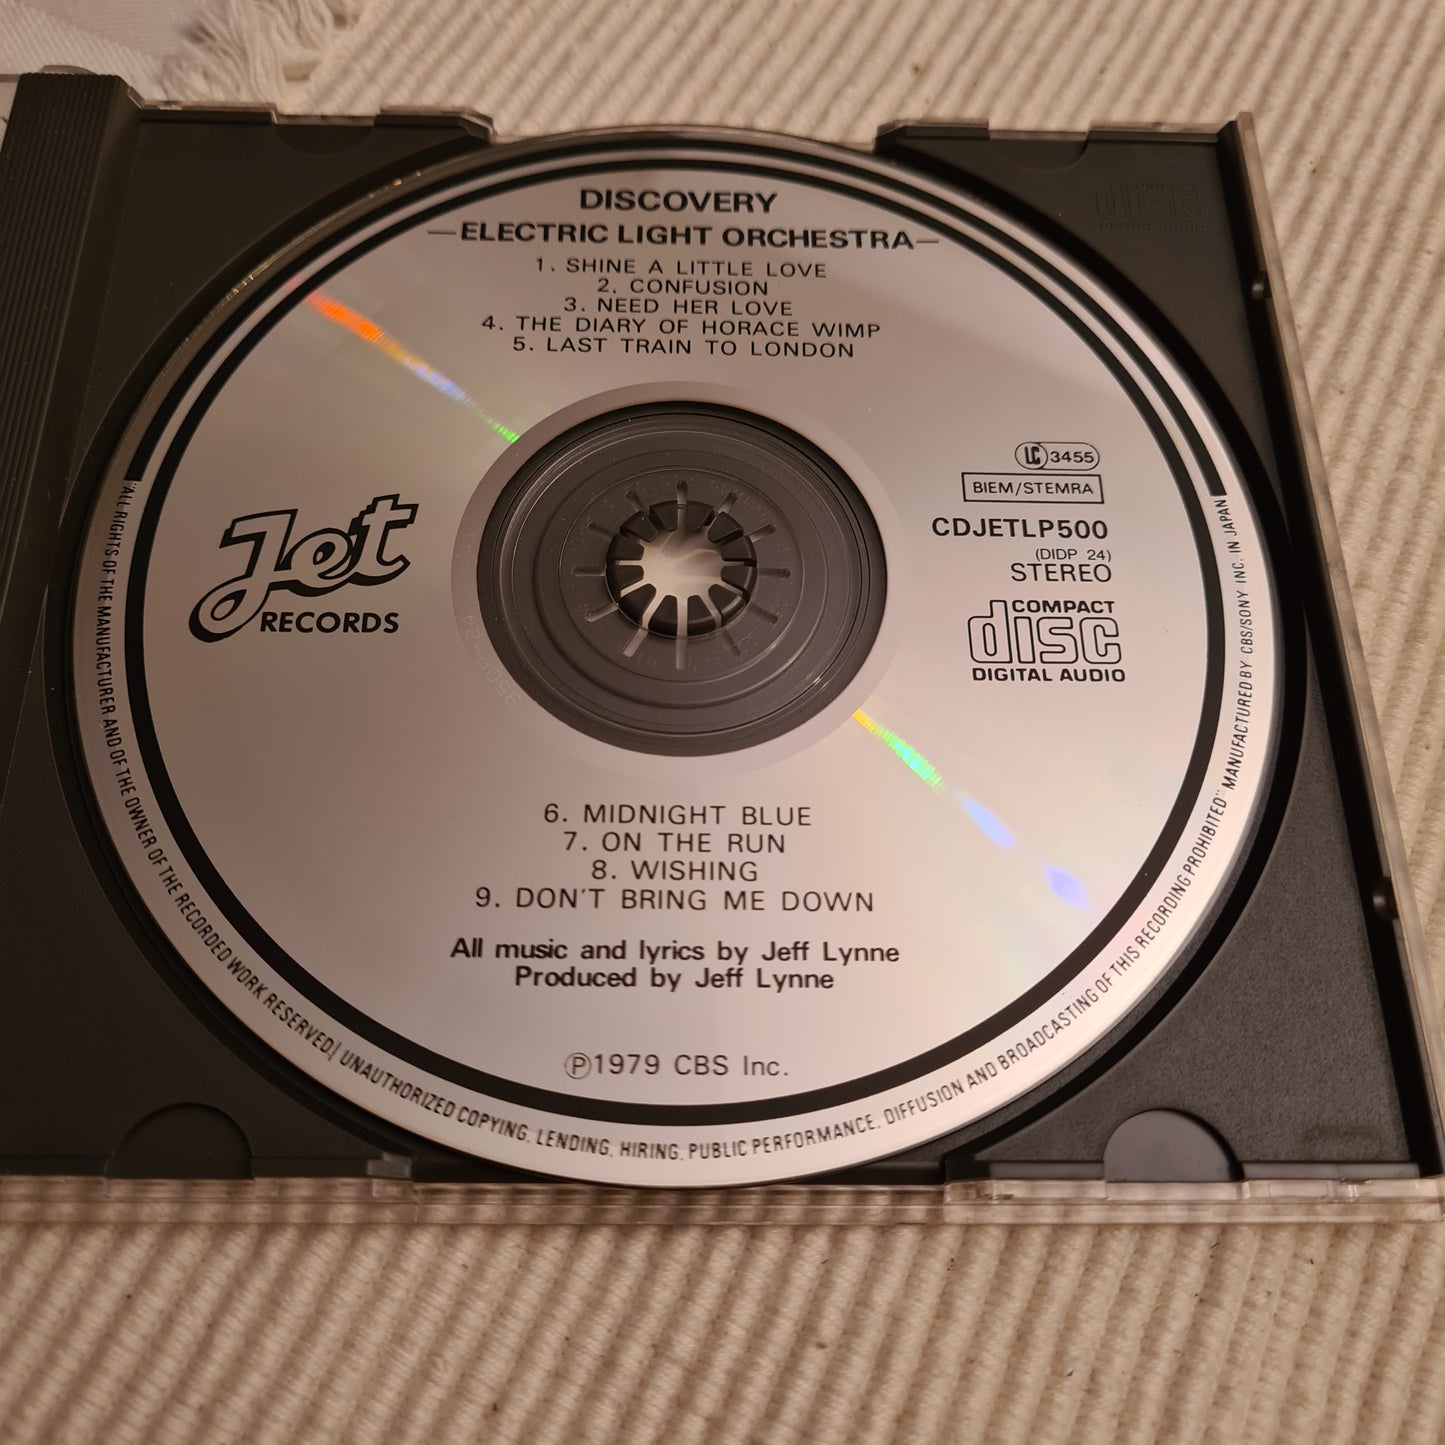 DISCOVERY
—ELECTRIC LIGHT ORCHESTRA—
1. SHINE A LITTLE LOVE
2. CONFUSION
3. NEED HER LOVE
4. THE DIARY OF HORACE WIMP
5. LAST TRAIN TO LONDON
Jet
RECORDS
LC 3455
BIEM/STEMRA
CDJETLP500
(DIDP 24)
STEREO
COMPACT
disc
DIGITAL AUDIO
6. MIDNIGHT BLUE
7. ON THE RUN
8. WISHING
9. DON'T BRING ME DOWN
All music and lyrics by Jeff Lynne
Produced by Jeff Lynne
Ⓟ1979 CBS Inc.
"ALL RIGHTS OF THE MANUFACTURER AND OF THE OWNER OF THE RECORDED WORK RESERVED/ UNAUTHORIZED COPYING, LENDING, HIRING, PUBLIC PERFORMANCE, DIFFUSION AND BROADCASTING OF THIS RECORDING PROHIBITED" MANUFACTURED BY CBS/SONY INC. IN JAPAN
COMPACT
disc
DIGITAL AUDIO